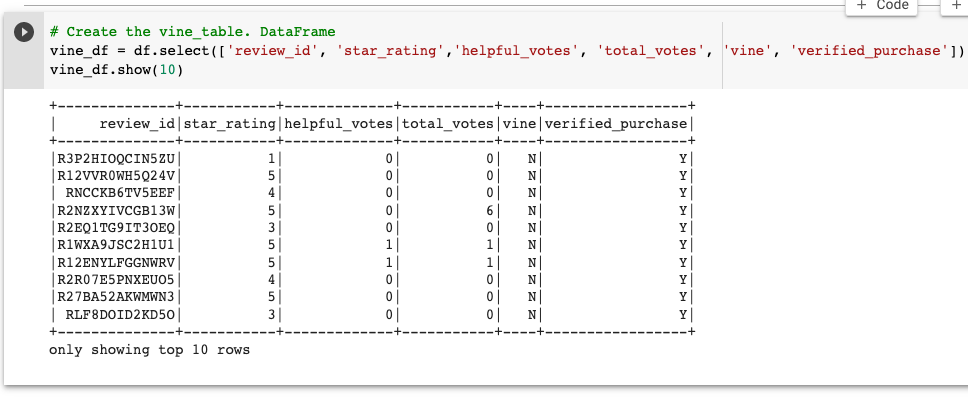 + Code
+
# Create the vine_table. DataFrame
vine_df = df.select(['review_id', 'star_rating','helpful_votes', 'total_votes', 'vine', 'verified_purchase'])
vine_df.show(10)
+--------------+-----------+-------------+-----------+----+-----------------+
|     review_id|star_rating|helpful_votes|total_votes|vine|verified_purchase|
+--------------+-----------+-------------+-----------+----+-----------------+
|R3P2HIOQCIN5ZU|          1|            0|          0|   N|                Y|
|R12VVR0WH5Q24V|          5|            0|          0|   N|                Y|
| RNCCKB6TV5EEF|          4|            0|          0|   N|                Y|
|R2NZXYIVCGB13W|          5|            0|          6|   N|                Y|
|R2EQ1TG9IT3OEQ|          3|            0|          0|   N|                Y|
|R1WXA9JSC2H1U1|          5|            1|          1|   N|                Y|
|R12ENYLFGGNWRV|          5|            1|          1|   N|                Y|
|R2R07E5PNXEUO5|          4|            0|          0|   N|                Y|
|R27BA52AKWMWN3|          5|            0|          0|   N|                Y|
| RLF8DOID2KD5O|          3|            0|          0|   N|                Y|
+--------------+-----------+-------------+-----------+----+-----------------+
only showing top 10 rows